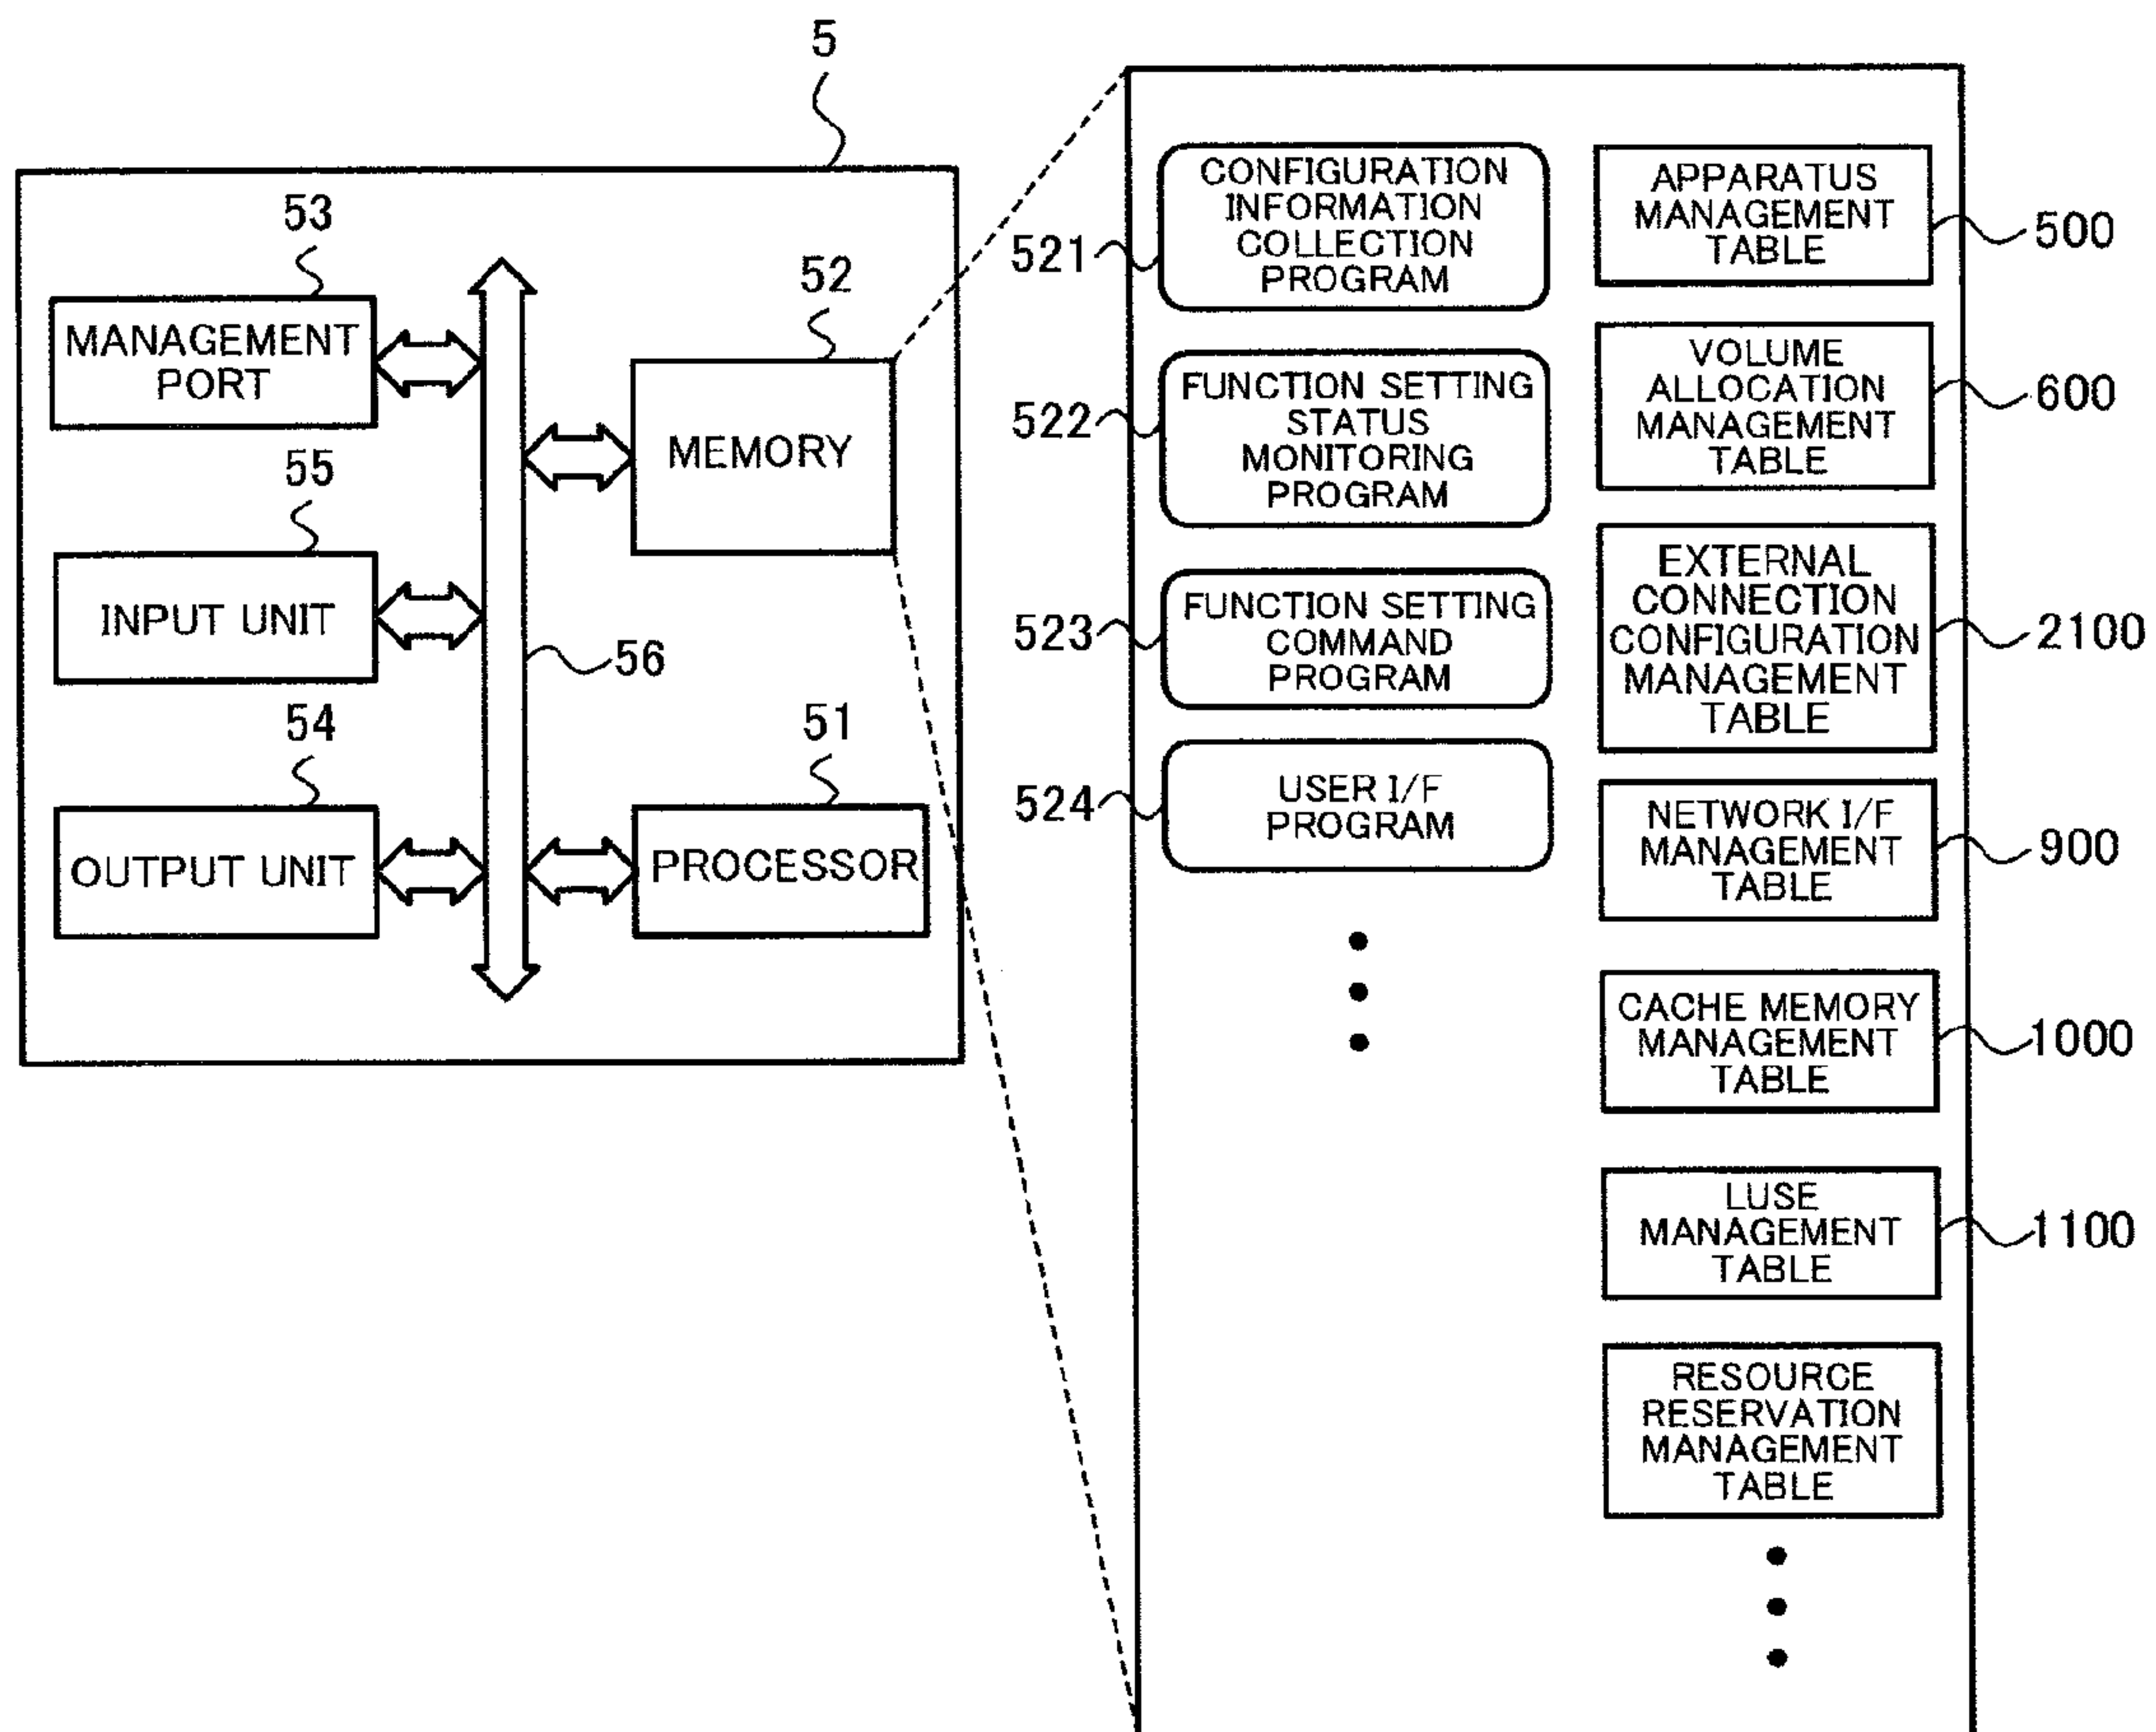 5
53
MANAGEMENT
PORT
52
MEMORY
55
INPUT UNIT
56
54
OUTPUT UNIT
51
PROCESSOR
CONFIGURATION
INFORMATION
COLLECTION
PROGRAM
521
FUNCTION SETTING
STATUS
MONITORING
PROGRAM
522
FUNCTION SETTING
COMMAND
PROGRAM
523
USER I/F
PROGRAM
524
APPARATUS
MANAGEMENT
TABLE
500
VOLUME
ALLOCATION
MANAGEMENT
TABLE
600
EXTERNAL
CONNECTION
CONFIGURATION
MANAGEMENT
TABLE
2100
NETWORK I/F
MANAGEMENT
TABLE
900
CACHE MEMORY
MANAGEMENT
TABLE
1000
LUSE
MANAGEMENT
TABLE
1100
RESOURCE
RESERVATION
MANAGEMENT
TABLE